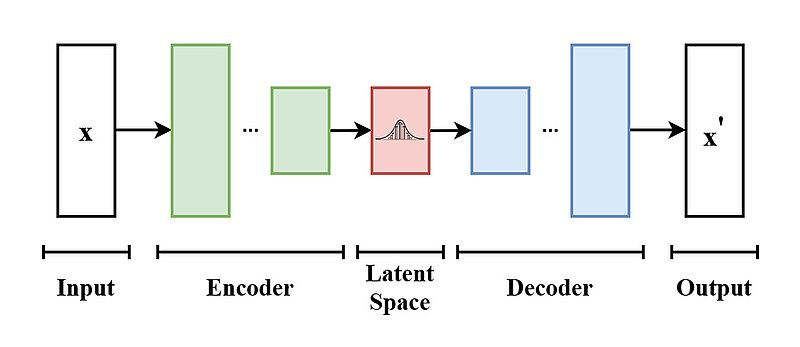 x
...
...
x'
Input
Encoder
Latent
Space
Decoder
Output